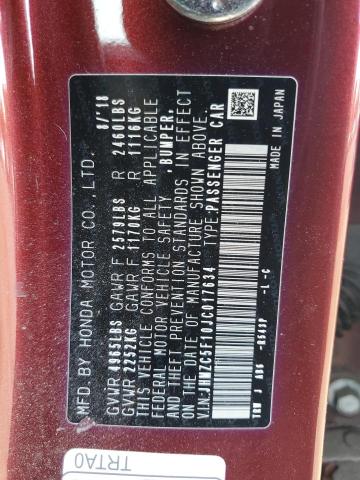 MFD.BY HONDA MOTOR CO.,LTD. 8/'18
GVWR 4965LBS GAWR F 2579LBS R 2460LBS
GVWR 2252KG GAWR F 1170KG R 1116KG
THIS VEHICLE CONFORMS TO ALL APPLICABLE
FEDERAL MOTOR VEHICLE SAFETY ,BUMPER,
AND THEFT PREVENTION STANDARDS IN EFFECT
ON THE DATE OF MANUFACTURE SHOWN ABOVE.
V.I.N.:JHMZC5F10JC017634 TYPE:PASSENGER CAR
MADE IN JAPAN
-L-C
TRTA0